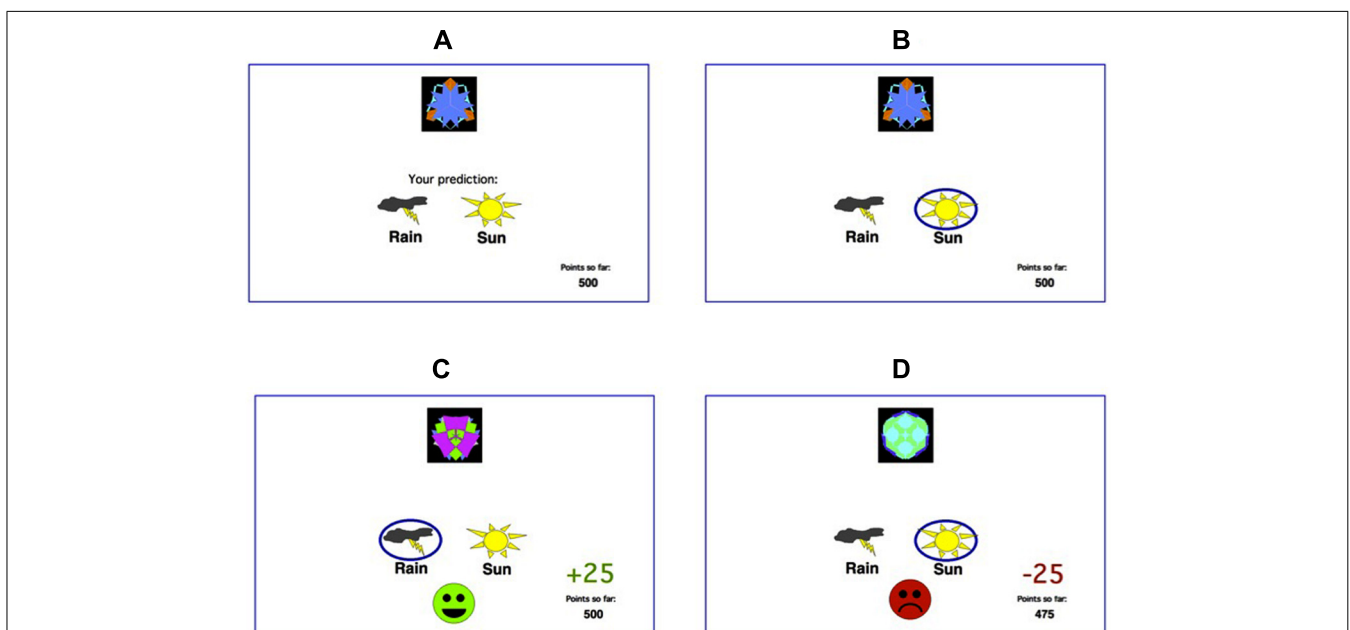 A
B
Your prediction:
Rain Sun
Points so far:
500
Rain Sun
Points so far:
500
C
D
Rain Sun
+25
Points so far:
500
Rain Sun
-25
Points so far:
475